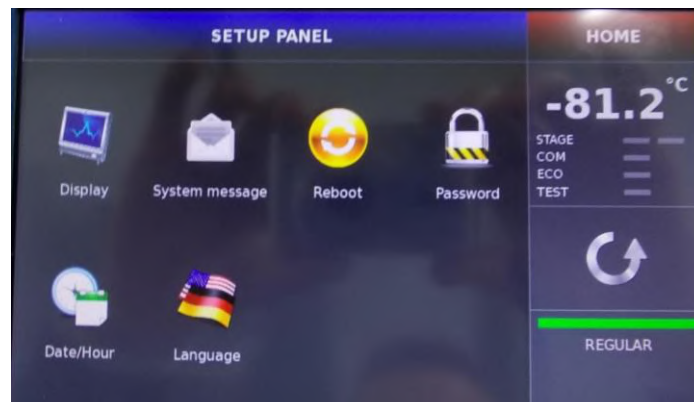 SETUP PANEL
HOME
Display
System message
Reboot
Password
Date/Hour
Language
-81.2°C
STAGE
COM
ECO
TEST
REGULAR